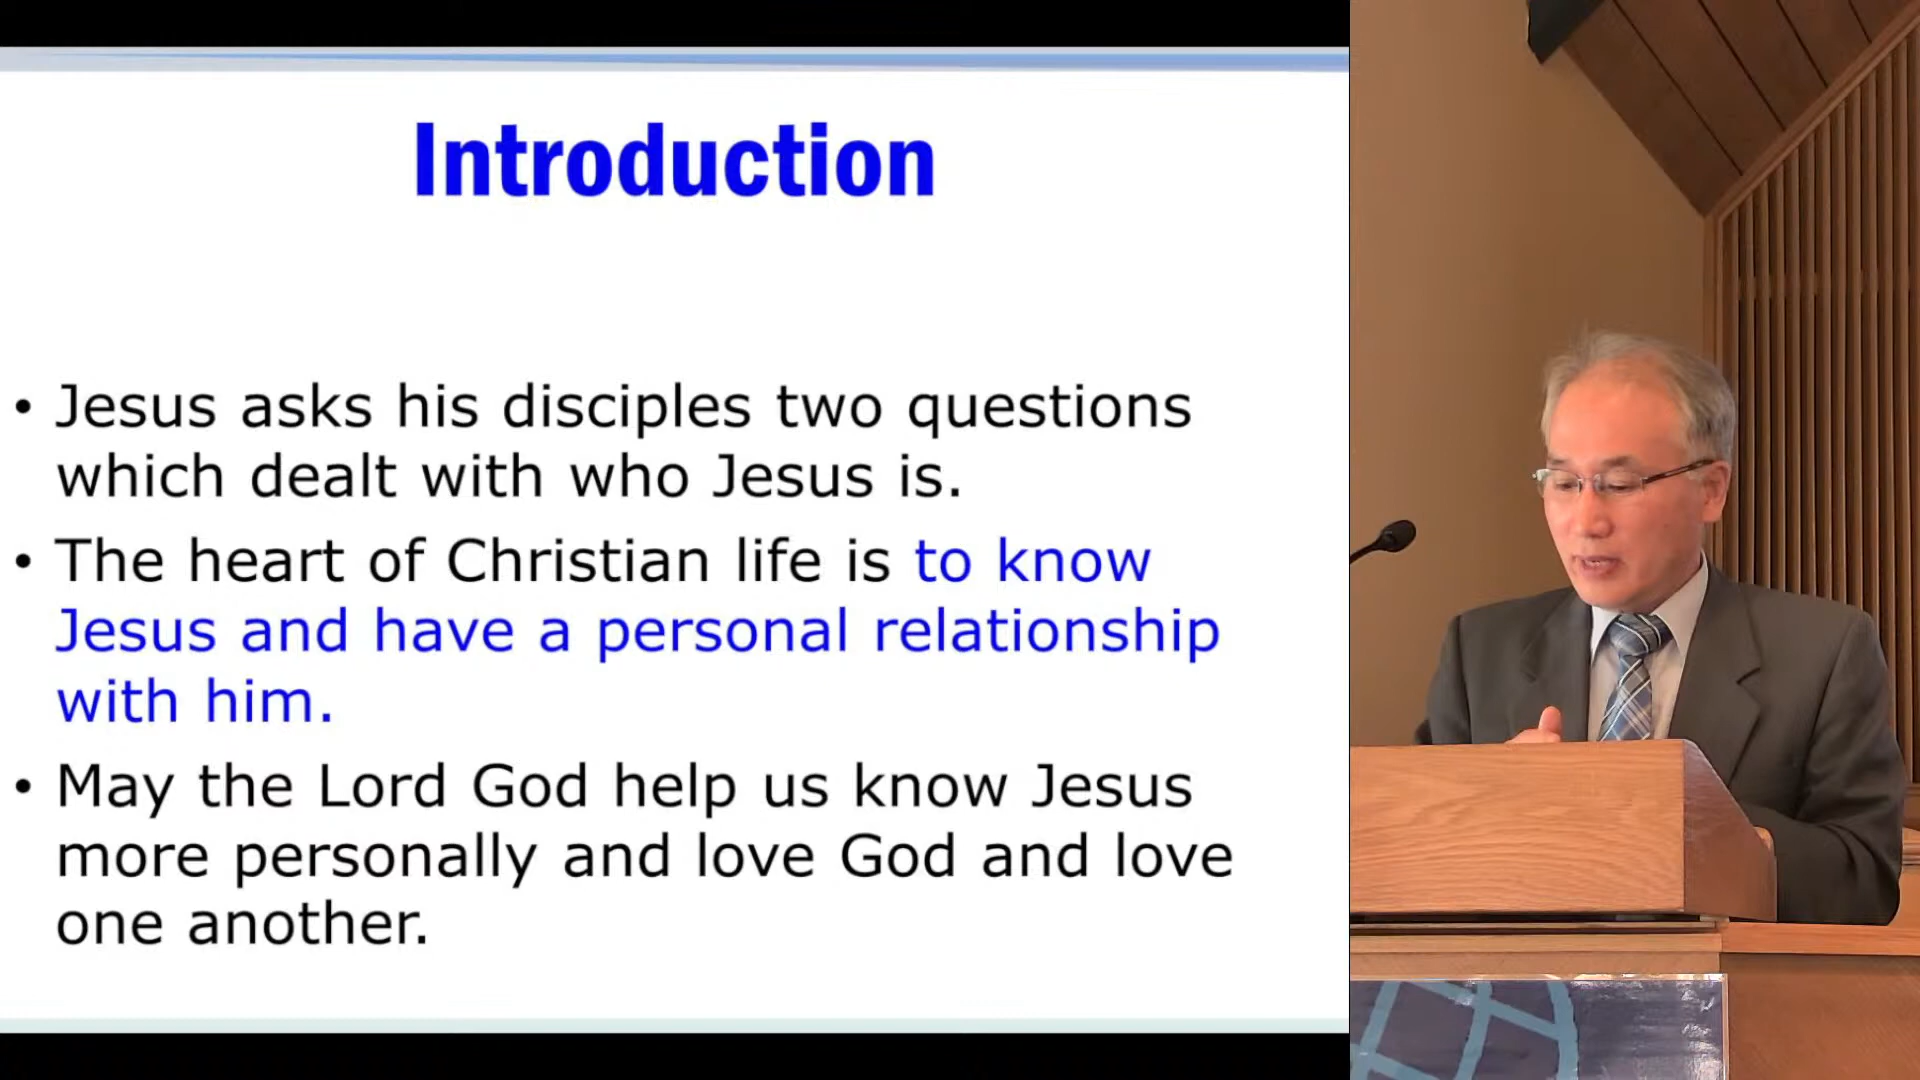 Introduction
• Jesus asks his disciples two questions
which dealt with who Jesus is.
• The heart of Christian life is to know
Jesus and have a personal relationship
with him.
• May the Lord God help us know Jesus
more personally and love God and love
one another.